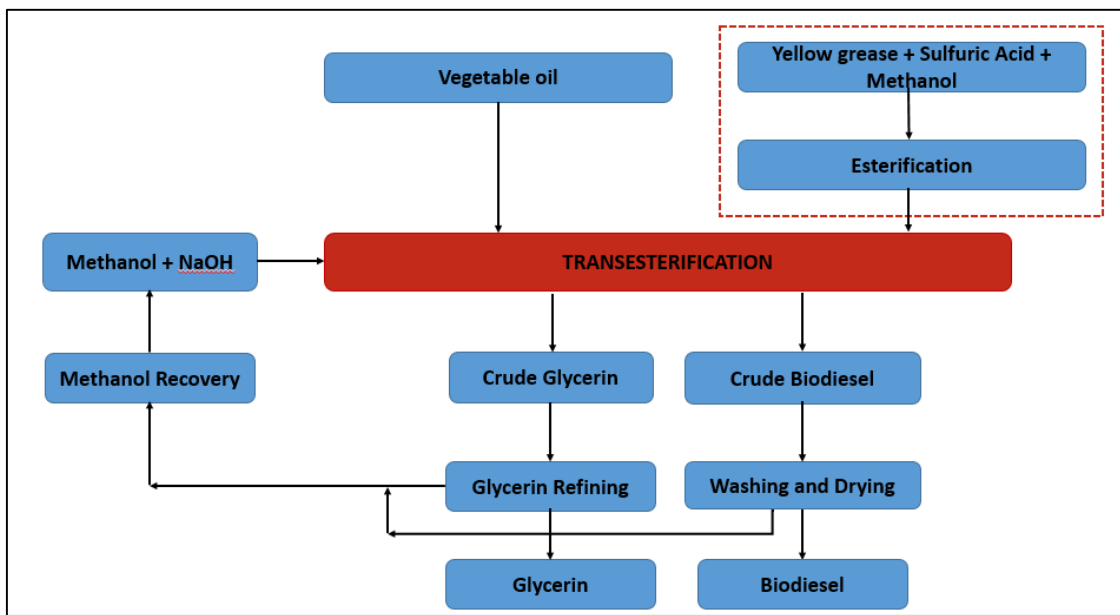 Vegetable oil
Yellow grease + Sulfuric Acid +
Methanol
Esterification
Methanol + NaOH
TRANSESTERIFICATION
Methanol Recovery
Crude Glycerin
Crude Biodiesel
Glycerin Refining
Washing and Drying
Glycerin
Biodiesel